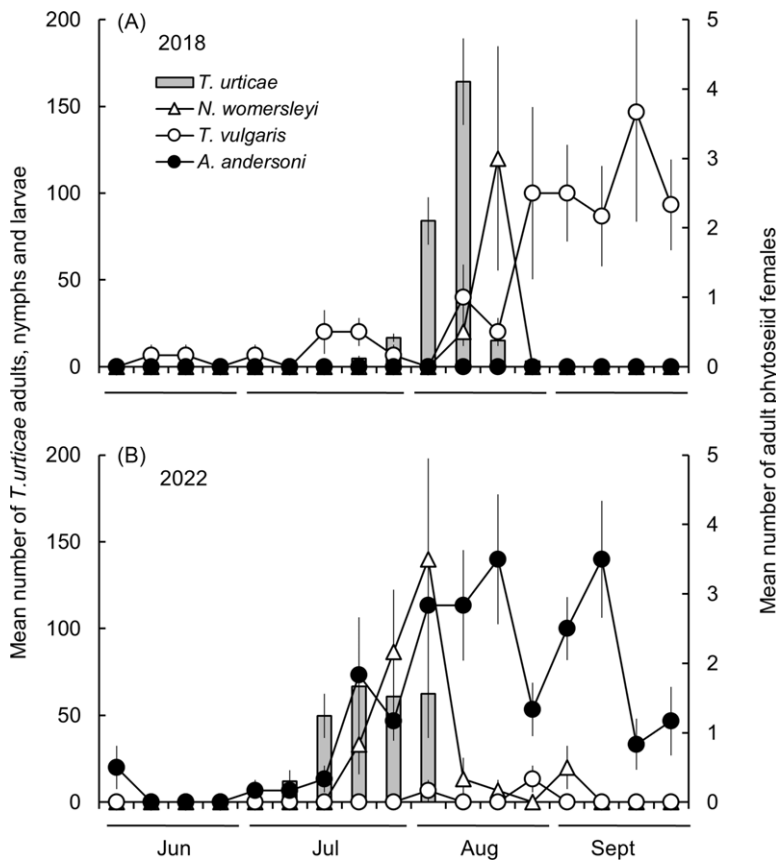 (A)
2018
T. urticae
N. womersleyi
T. vulgaris
A. andersoni
200
150
100
50
0
5
4
3
2
1
0
Mean number of T.urticae adults, nymphs and larvae
Mean number of adult phytoseiid females
(B)
2022
200
150
100
50
0
5
4
3
2
1
0
Jun Jul Aug Sept